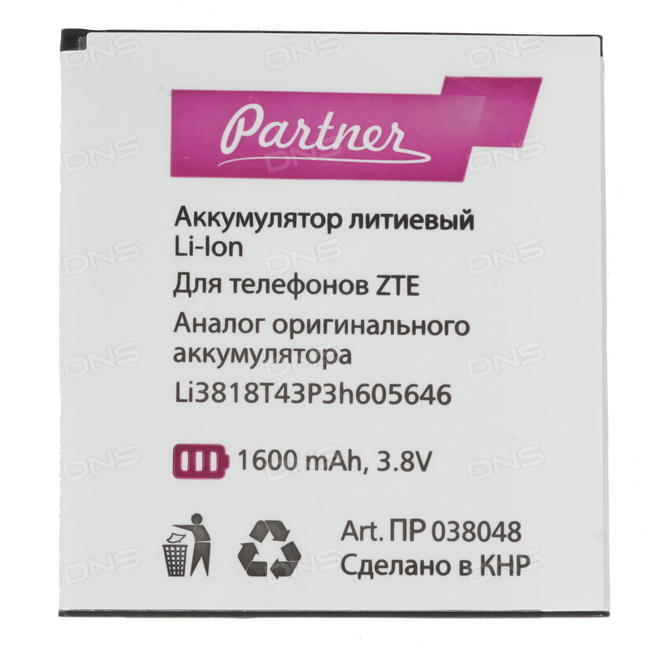 Partner
Аккумулятор литиевый
Li-Ion
Для телефонов ZTE
Аналог оригинального
аккумулятора
Li3818T43P3h605646
1600 mAh, 3.8V
Art. ПР 038048
Сделано в КНР
DNS